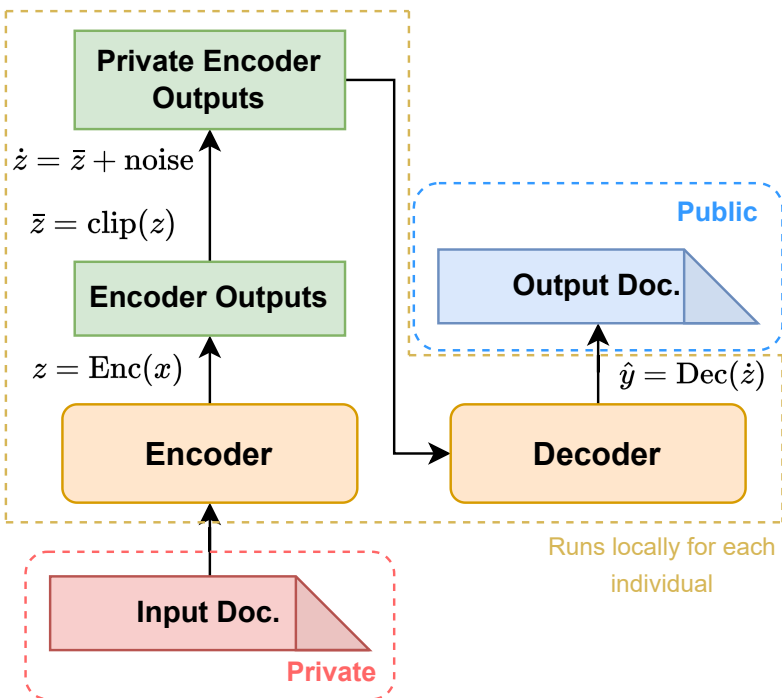 Private Encoder
Outputs
ż = z̄ + noise
z̄ = clip(z)
Encoder Outputs
z = Enc(x)
Encoder
Input Doc.
Private
Public
Output Doc.
ŷ = Dec(ż)
Decoder
Runs locally for each
individual